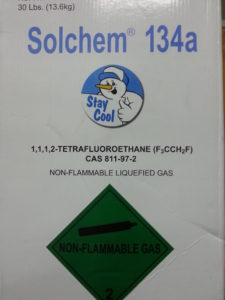 30 Lbs. (13.6kg)
Solchem® 134a
Stay
Cool
1,1,1,2-TETRAFLUOROETHANE (F₃CCH₂F)
CAS 811-97-2
NON-FLAMMABLE LIQUEFIED GAS
NON-FLAMMABLE GAS
2